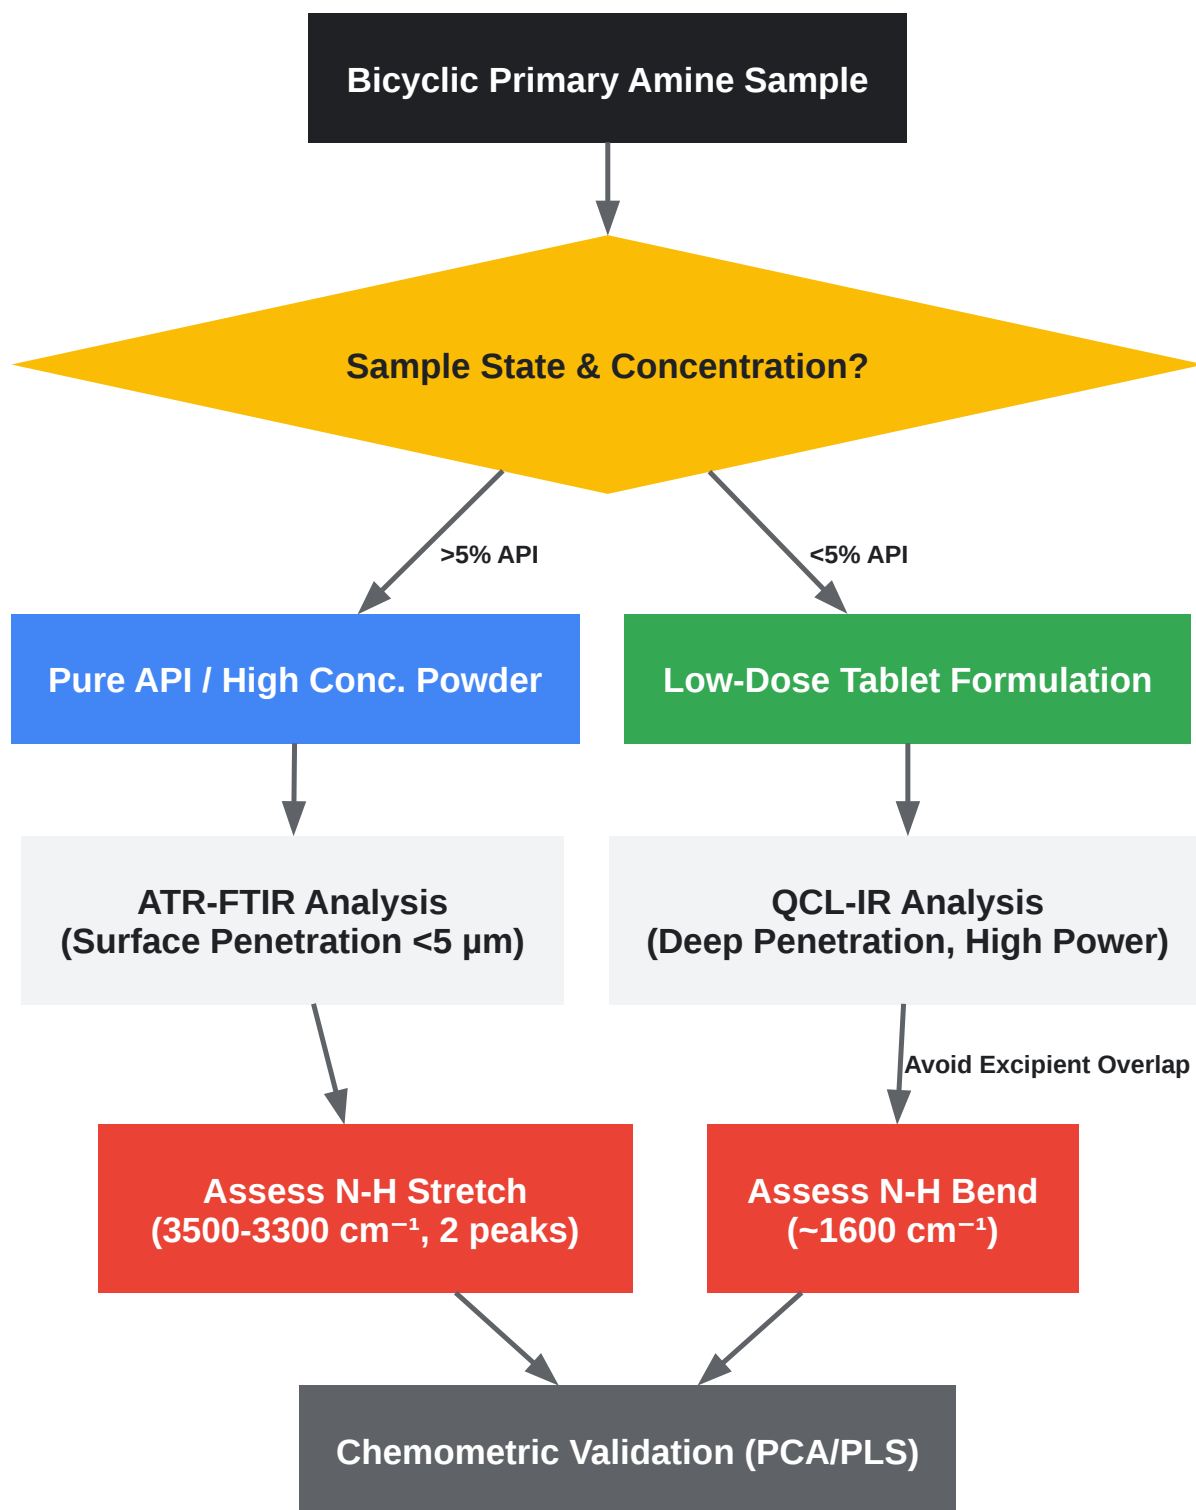 Bicyclic Primary Amine Sample
Sample State & Concentration?
>5% API
<5% API
Pure API / High Conc. Powder
Low-Dose Tablet Formulation
ATR-FTIR Analysis
(Surface Penetration <5 µm)
QCL-IR Analysis
(Deep Penetration, High Power)
Avoid Excipient Overlap
Assess N-H Stretch
(3500-3300 cm⁻¹, 2 peaks)
Assess N-H Bend
(~1600 cm⁻¹)
Chemometric Validation (PCA/PLS)